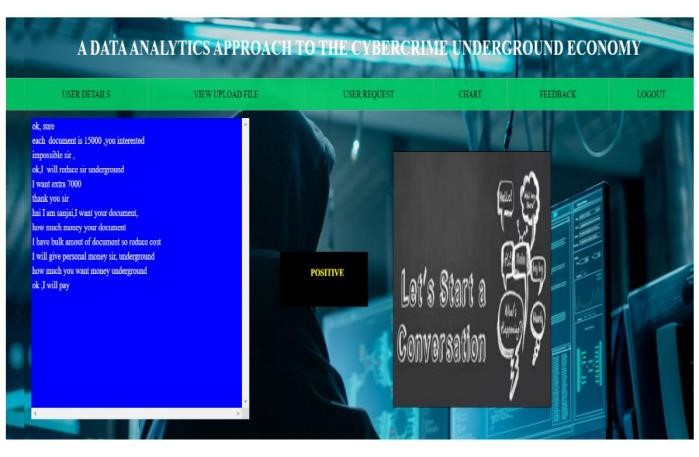 A DATA ANALYTICS APPROACH TO THE CYBERCRIME UNDERGROUND ECONOMY
USER DETAILS VIEW UPLOAD FILE USER REQUEST CHART FEEDBACK LOGOUT
ok, sure
each document is 15000 ,you interested
impossible sir ,
ok,I will reduce sir underground
I want extra 7000
thank you sir
hai I am sanjai,I want your document,
how much money your document
I have bulk amout of document so reduce cost
I will give personal money sir, underground
how much you want money underground
ok ,I will pay
POSITIVE
Let's Start a
Conversation
Hello!
What's
Happening?